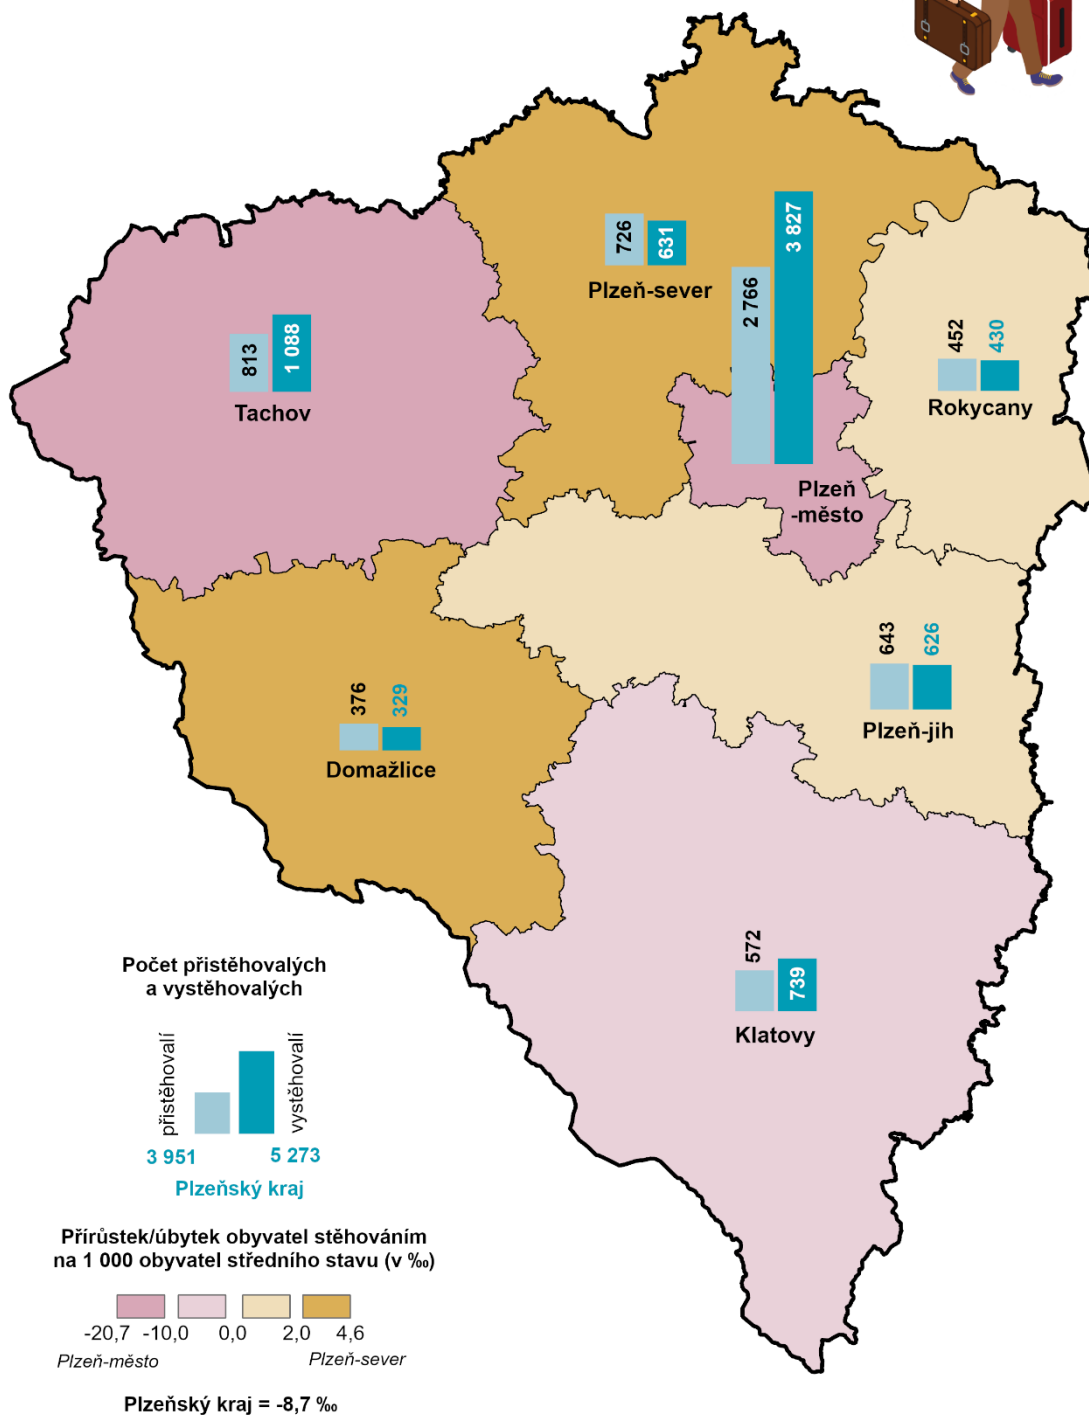 726
631
Plzeň-sever
2 766
3 827
813
1 088
Tachov
452
430
Rokycany
Plzeň
-město
643
626
Plzeň-jih
376
329
Domažlice
572
739
Klatovy
Počet přistěhovalých
a vystěhovalých
přistěhovalí
vystěhovalí
3 951
5 273
Plzeňský kraj
Přírůstek/úbytek obyvatel stěhováním
na 1 000 obyvatel středního stavu (v ‰)
-20,7 -10,0 0,0 2,0 4,6
Plzeň-město Plzeň-sever
Plzeňský kraj = -8,7 ‰